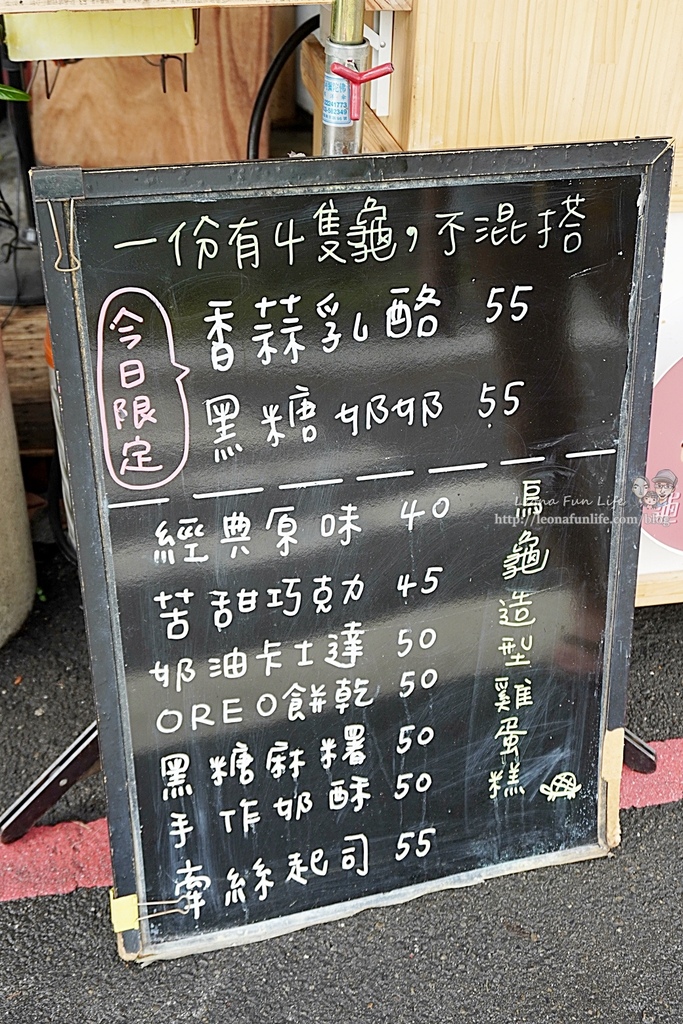 一份有4隻龜，不混搭
今日限定
香蒜乳酪 55
黑糖奶奶 55
經典原味 40
苦甜巧克力 45
奶油卡士達 50
OREO餅乾 50
黑糖麻糬 50
手作奶酥 50
牽絲起司 55
烏龜造型雞蛋糕
Leona Fun Life
http://leonafunlife.com/blog